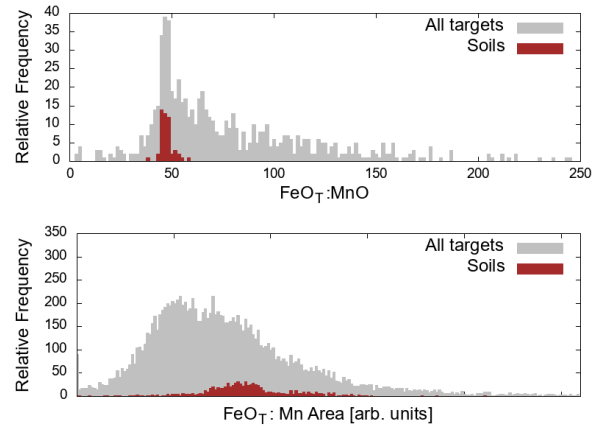 Relative Frequency
40
35
30
25
20
15
10
5
0
All targets
Soils
0 50 100 150 200 250
FeO_T:MnO
Relative Frequency
350
300
250
200
150
100
50
0
All targets
Soils
FeO_T: Mn Area [arb. units]